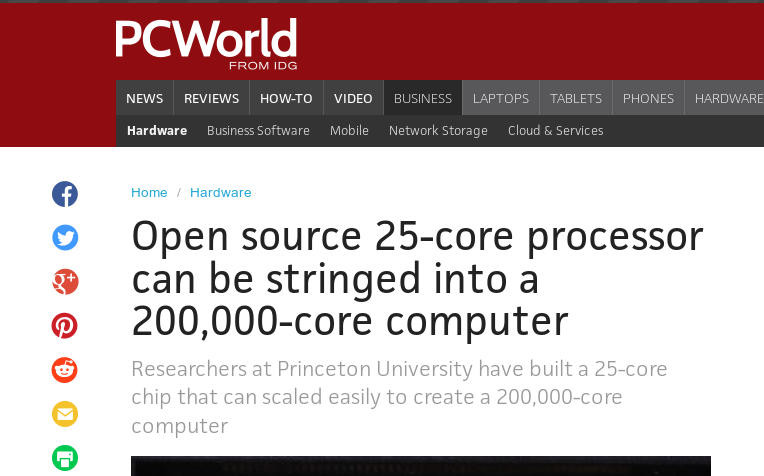 PCWorld
FROM IDG
NEWS REVIEWS HOW-TO VIDEO BUSINESS LAPTOPS TABLETS PHONES HARDWARE
Hardware Business Software Mobile Network Storage Cloud & Services
Home / Hardware
Open source 25-core processor
can be stringed into a
200,000-core computer
Researchers at Princeton University have built a 25-core
chip that can scaled easily to create a 200,000-core
computer